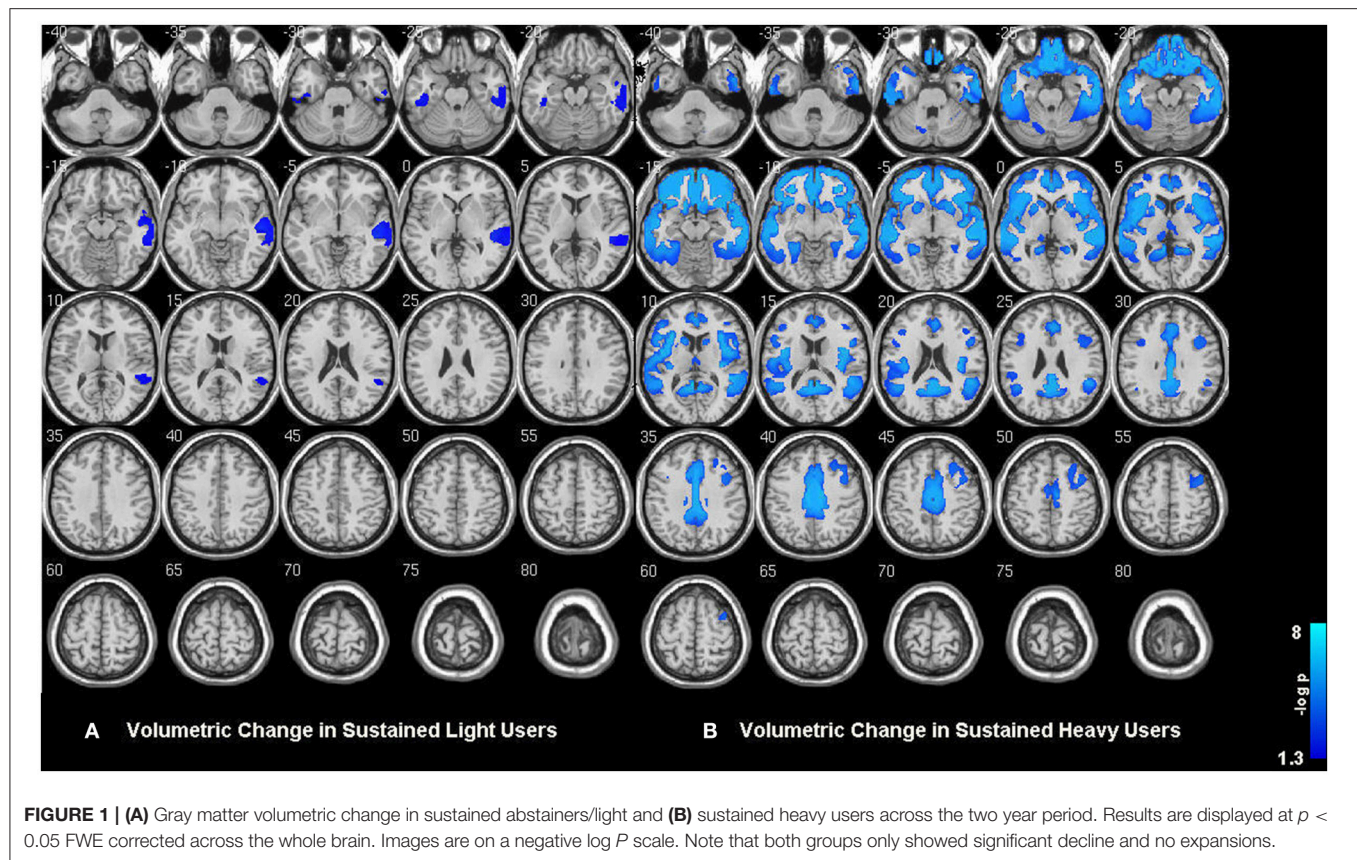 -40 -35 -30 -25 -20 -40 -35 -30 -25 -20
-15 -10 -5 0 5 -15 -10 -5 0 5
10 15 20 25 30 10 15 20 25 30
35 40 45 50 55 35 40 45 50 55
60 65 70 75 80 60 65 70 75 80
8
-log p
1.3
A Volumetric Change in Sustained Light Users
B Volumetric Change in Sustained Heavy Users
FIGURE 1 | (A) Gray matter volumetric change in sustained abstainers/light and (B) sustained heavy users across the two year period. Results are displayed at p <
0.05 FWE corrected across the whole brain. Images are on a negative log P scale. Note that both groups only showed significant decline and no expansions.